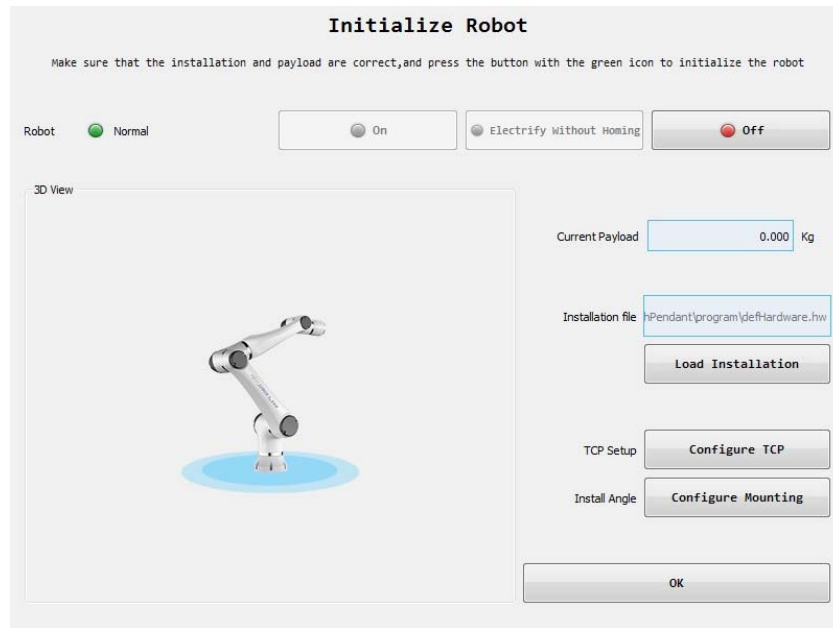 Initialize Robot
Make sure that the installation and payload are correct,and press the button with the green icon to initialize the robot
Robot Normal On Electrify Without Homing Off
3D View
Current Payload 0.000 Kg
Installation file hPendant\program\defHardware.hw
Load Installation
TCP Setup Configure TCP
Install Angle Configure Mounting
OK